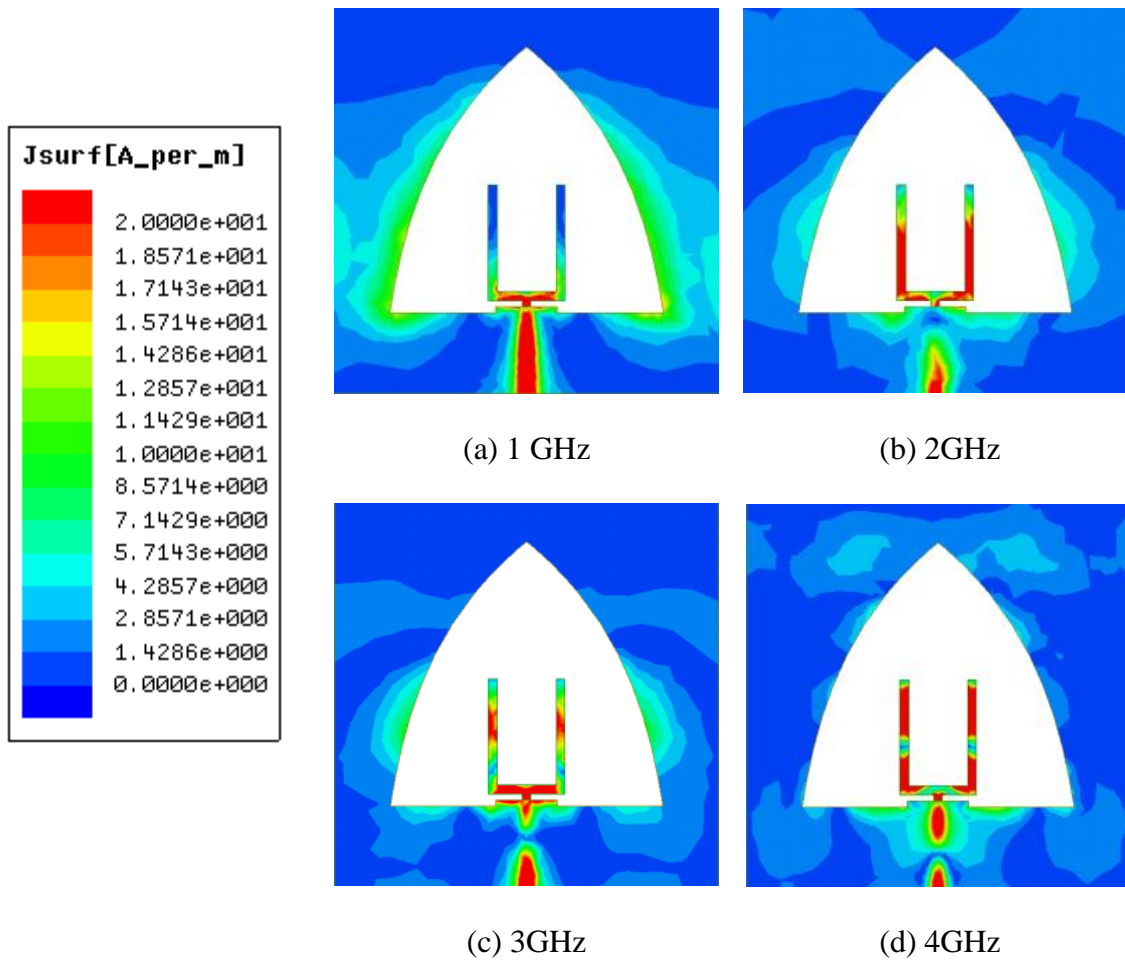 Jsurf[A_per_m]
2.0000e+001
1.8571e+001
1.7143e+001
1.5714e+001
1.4286e+001
1.2857e+001
1.1429e+001
1.0000e+001
8.5714e+000
7.1429e+000
5.7143e+000
4.2857e+000
2.8571e+000
1.4286e+000
0.0000e+000
(a) 1 GHz
(b) 2GHz
(c) 3GHz
(d) 4GHz